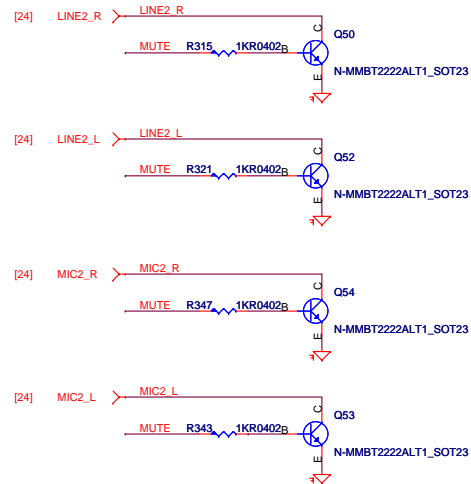 [24] LINE2_R LINE2_R
C Q50
MUTE R315 1KR0402 B
N-MMBT2222ALT1_SOT23
E
[24] LINE2_L LINE2_L
C Q52
MUTE R321 1KR0402 B
N-MMBT2222ALT1_SOT23
E
[24] MIC2_R MIC2_R
C Q54
MUTE R347 1KR0402 B
N-MMBT2222ALT1_SOT23
E
[24] MIC2_L MIC2_L
C Q53
MUTE R343 1KR0402 B
N-MMBT2222ALT1_SOT23
E